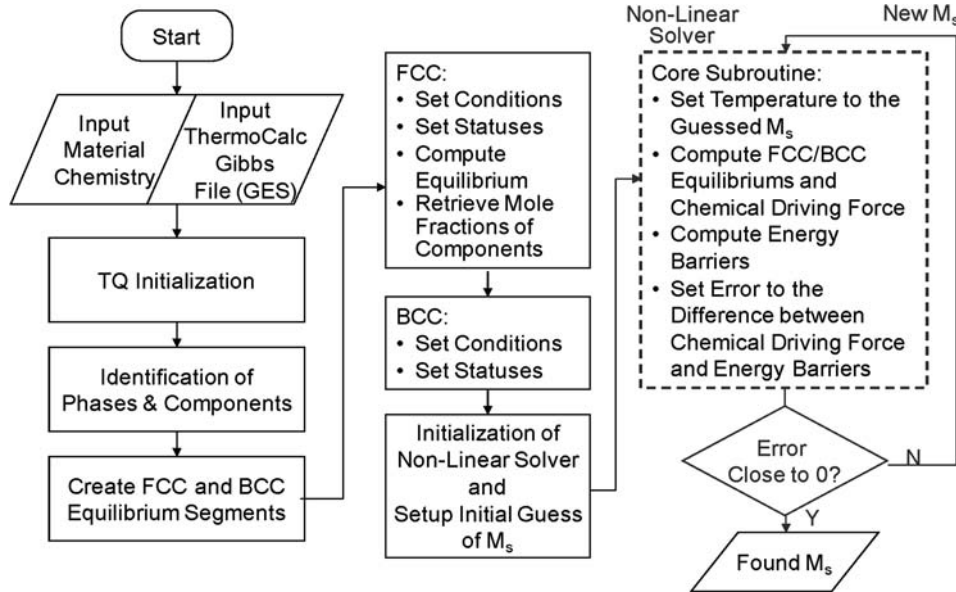 Start
Input
Material
Chemistry
Input
ThermoCalc
Gibbs
File (GES)
TQ Initialization
Identification of
Phases & Components
Create FCC and BCC
Equilibrium Segments
FCC:
• Set Conditions
• Set Statuses
• Compute
Equilibrium
• Retrieve Mole
Fractions of
Components
BCC:
• Set Conditions
• Set Statuses
Initialization of
Non-Linear Solver
and
Setup Initial Guess
of Ms
Non-Linear
Solver
New Ms
Core Subroutine:
• Set Temperature to the
Guessed Ms
• Compute FCC/BCC
Equilibriums and
Chemical Driving Force
• Compute Energy
Barriers
• Set Error to the
Difference between
Chemical Driving Force
and Energy Barriers
Error
Close to 0?
N
Y
Found Ms